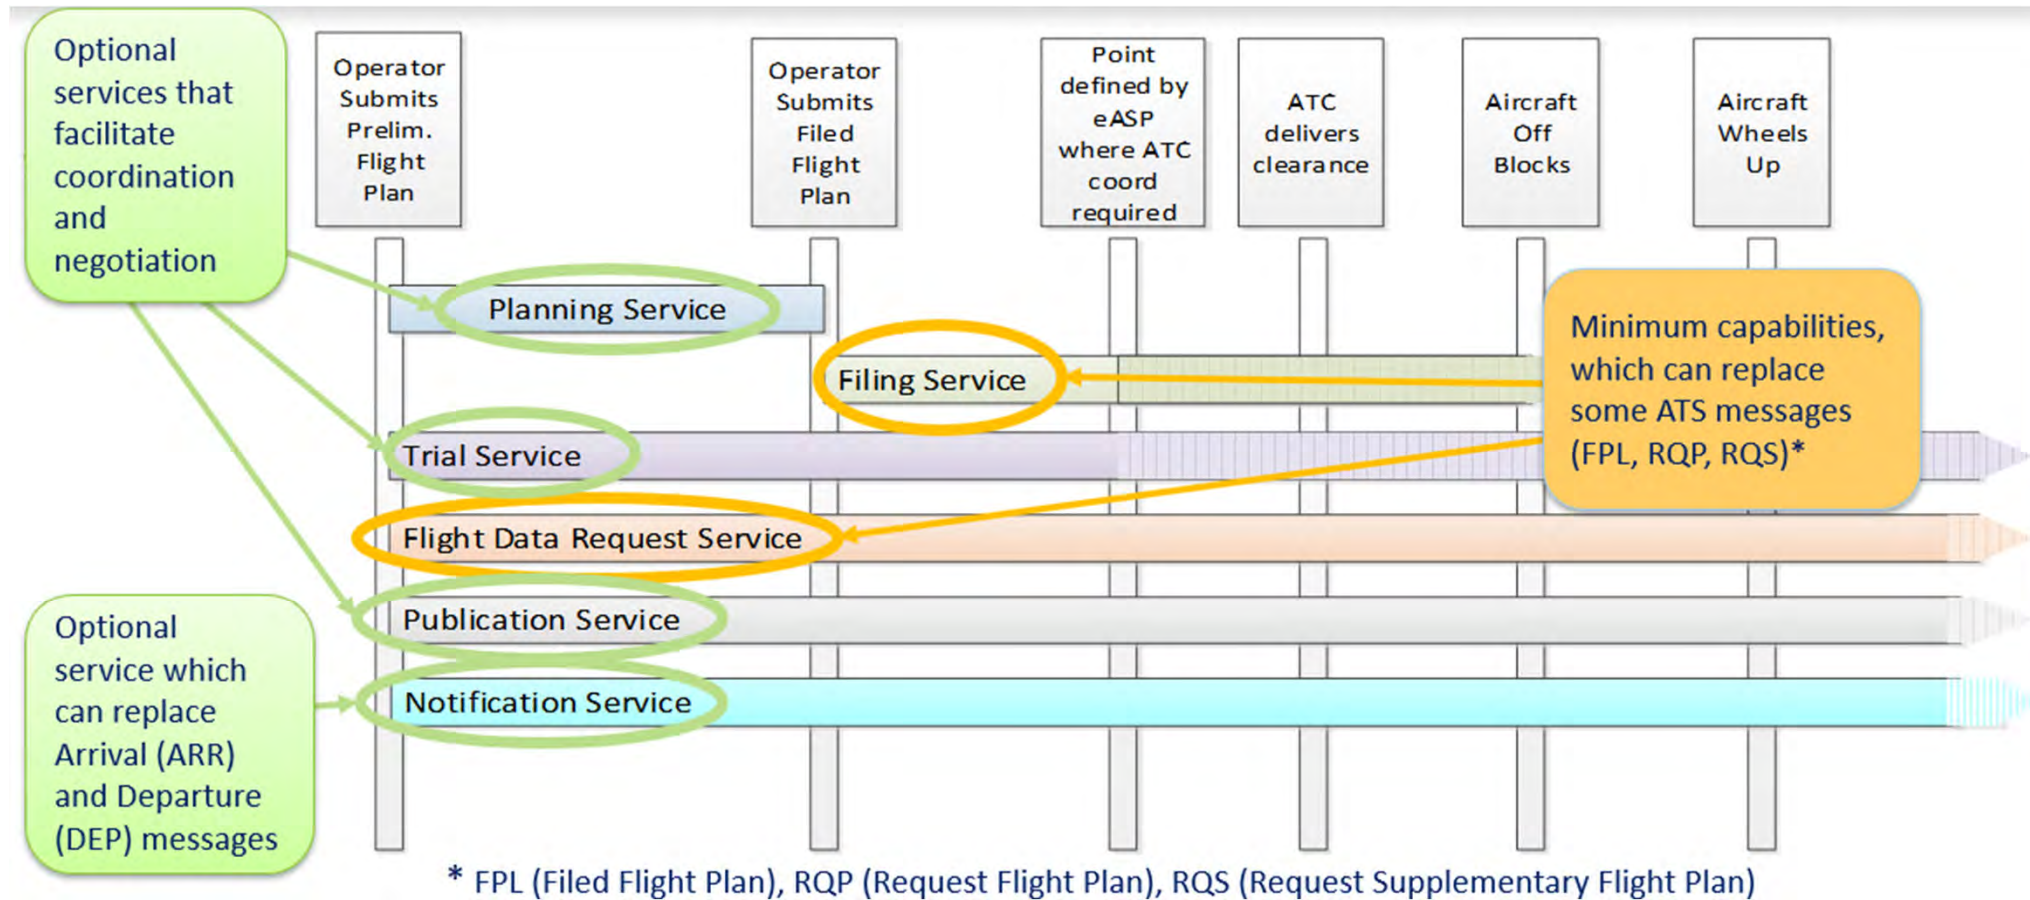 Optional
services that
facilitate
coordination
and
negotiation
Operator
Submits
Prelim.
Flight
Plan
Operator
Submits
Filed
Flight
Plan
Point
defined by
eASP
where ATC
coord
required
ATC
delivers
clearance
Aircraft
Off
Blocks
Aircraft
Wheels
Up
Planning Service
Filing Service
Trial Service
Flight Data Request Service
Publication Service
Notification Service
Minimum capabilities,
which can replace
some ATS messages
(FPL, RQP, RQS)*
Optional
service which
can replace
Arrival (ARR)
and Departure
(DEP) messages
* FPL (Filed Flight Plan), RQP (Request Flight Plan), RQS (Request Supplementary Flight Plan)